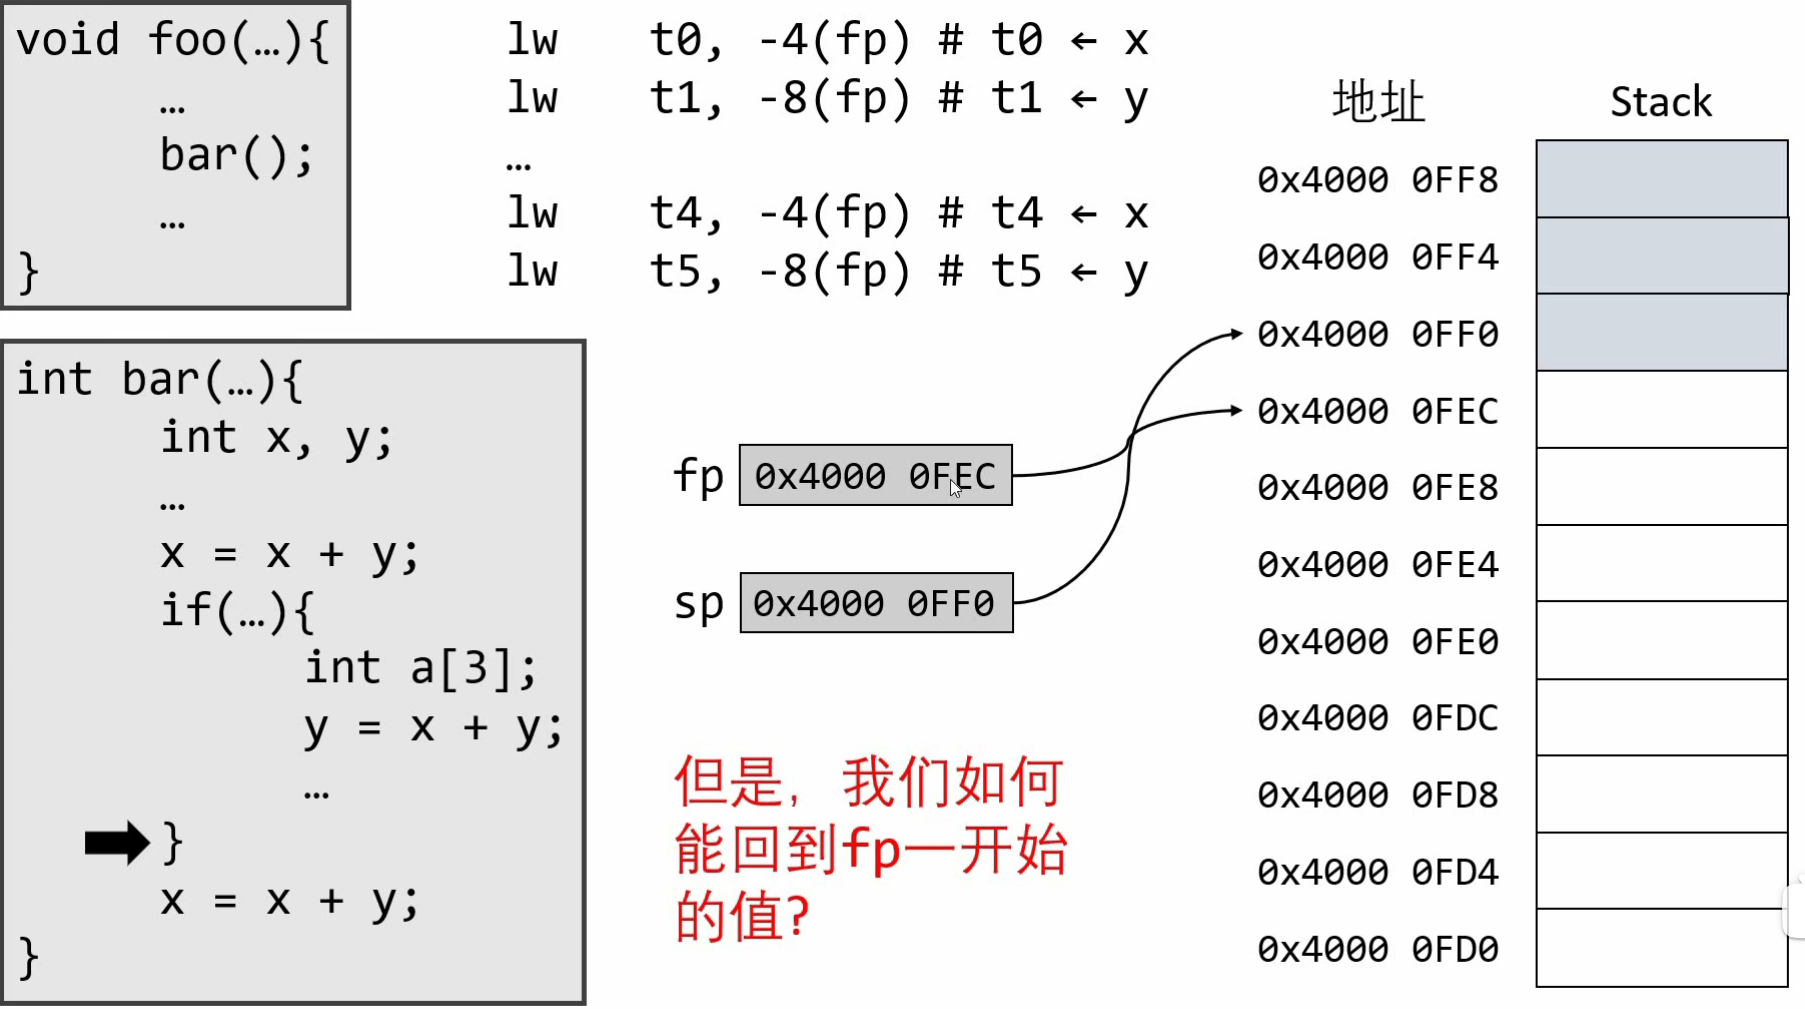 void foo(…){
…
bar();
…
}
int bar(…){
int x, y;
…
x = x + y;
if(…){
int a[3];
y = x + y;
…
}
x = x + y;
}
lw t0, -4(fp) # t0 ← x
lw t1, -8(fp) # t1 ← y
…
lw t4, -4(fp) # t4 ← x
lw t5, -8(fp) # t5 ← y
fp 0x4000 0FEC
sp 0x4000 0FF0
但是，我们如何
能回到fp一开始
的值?
地址 Stack
0x4000 0FF8
0x4000 0FF4
0x4000 0FF0
0x4000 0FEC
0x4000 0FE8
0x4000 0FE4
0x4000 0FE0
0x4000 0FDC
0x4000 0FD8
0x4000 0FD4
0x4000 0FD0